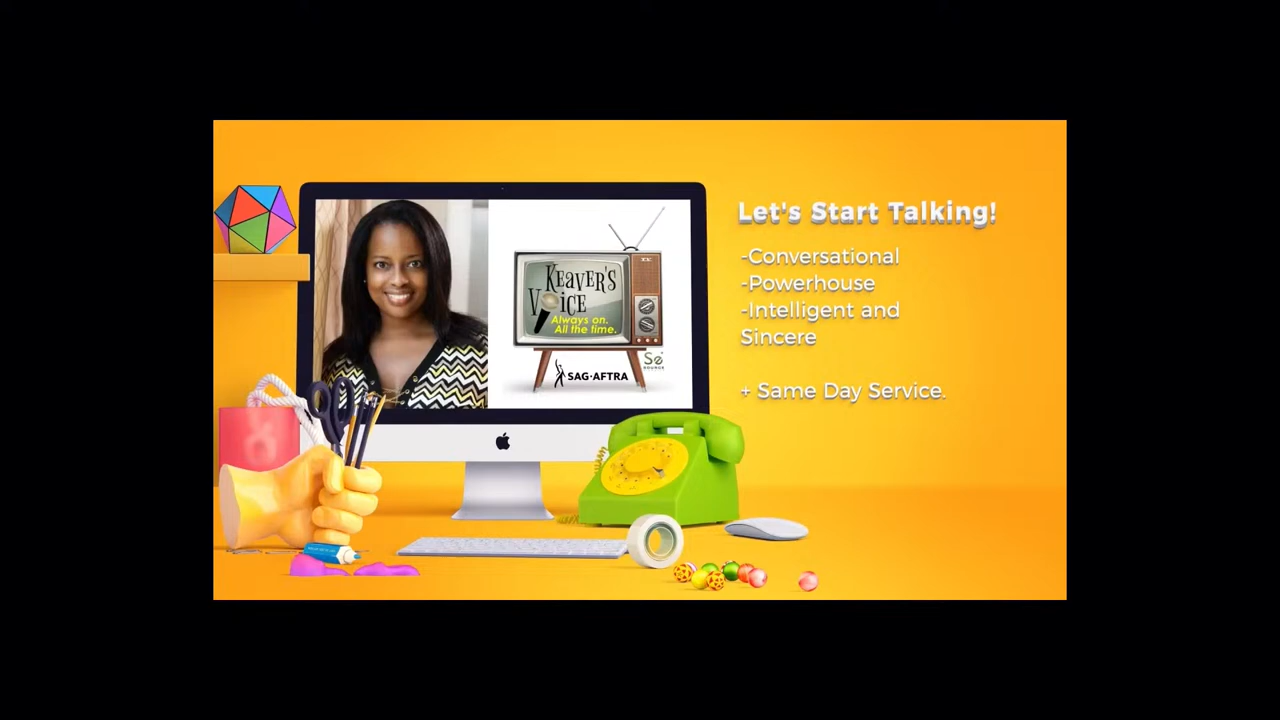 Let's Start Talking!
-Conversational
-Powerhouse
-Intelligent and
Sincere
+ Same Day Service.
KEAVER'S
VOICE
Always on.
All the time.
SAG·AFTRA